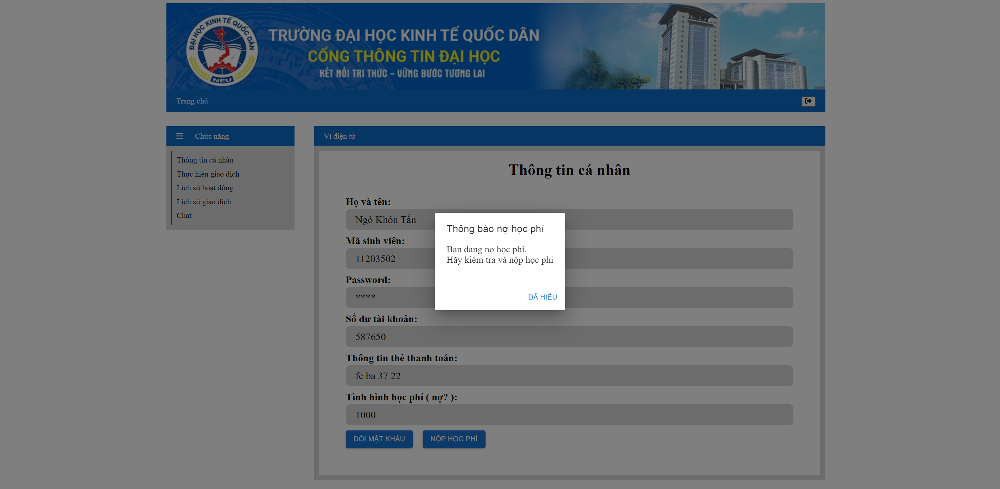 ĐẠI HỌC KINH TẾ QUỐC DÂN
NEU
TRƯỜNG ĐẠI HỌC KINH TẾ QUỐC DÂN
CỔNG THÔNG TIN ĐẠI HỌC
KẾT NỐI TRI THỨC – VỮNG BƯỚC TƯƠNG LAI
Trang chủ
Chức năng
Thông tin cá nhân
Thực hiện giao dịch
Lịch sử hoạt động
Lịch sử giao dịch
Chat
Ví điện tử
Thông tin cá nhân
Họ và tên:
Ngô Khôn Tấn
Mã sinh viên:
11203502
Password:
****
Số dư tài khoản:
587650
Thông tin thẻ thanh toán:
fc ba 37 22
Tình hình học phí ( nợ? ):
1000
ĐỔI MẬT KHẨU
NỘP HỌC PHÍ
Thông báo nợ học phí
Bạn đang nợ học phí.
Hãy kiểm tra và nộp học phí
ĐÃ HIỂU